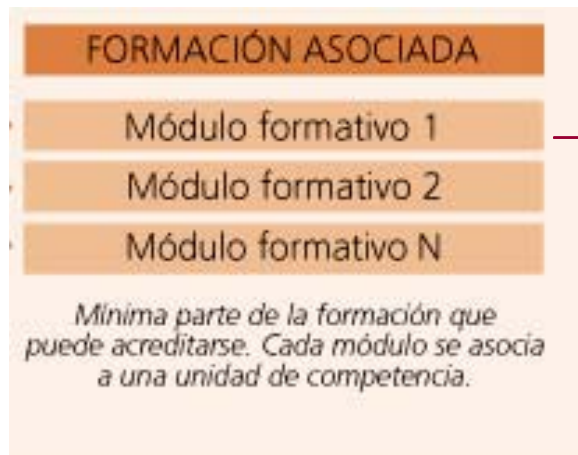 FORMACIÓN ASOCIADA
Módulo formativo 1
Módulo formativo 2
Módulo formativo N
Mínima parte de la formación que
puede acreditarse. Cada módulo se asocia
a una unidad de competencia.